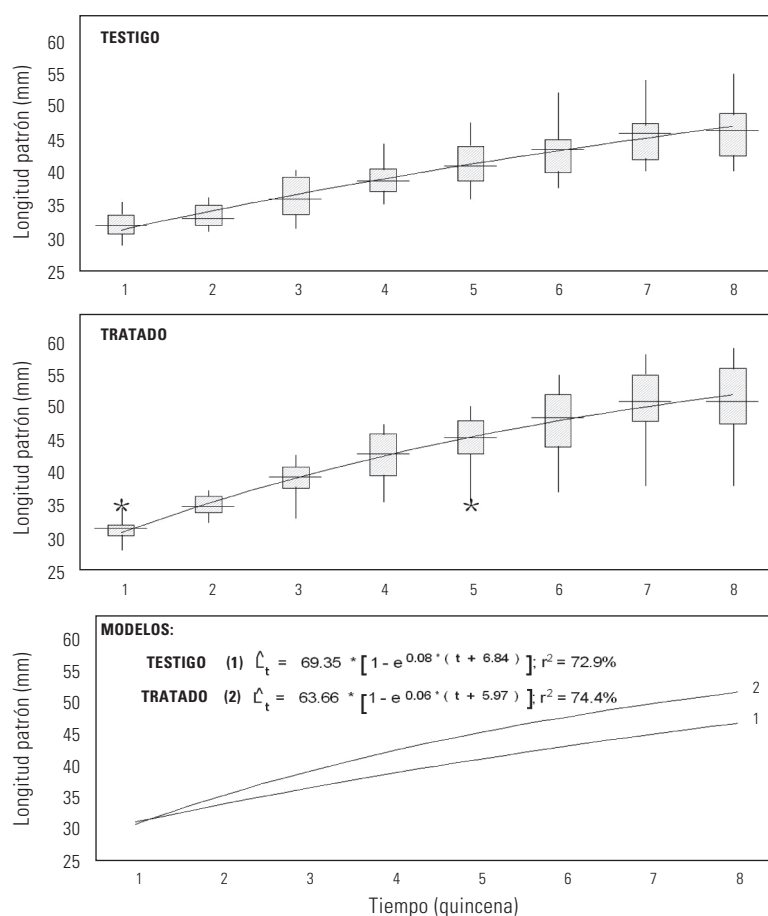 TESTIGO
Longitud patrón (mm)
60
55
50
45
40
35
30
25
1 2 3 4 5 6 7 8
TRATADO
Longitud patrón (mm)
60
55
50
45
40
35
30
25
*
*
1 2 3 4 5 6 7 8
MODELOS:
TESTIGO (1) L̂t = 69.35 * [1 - e 0.08 * ( t + 6.84 ) ]; r² = 72.9%
TRATADO (2) L̂t = 63.66 * [1 - e 0.06 * ( t + 5.97 ) ]; r² = 74.4%
Longitud patrón (mm)
60
55
50
45
40
35
30
25
2
1
1 2 3 4 5 6 7 8
Tiempo (quincena)